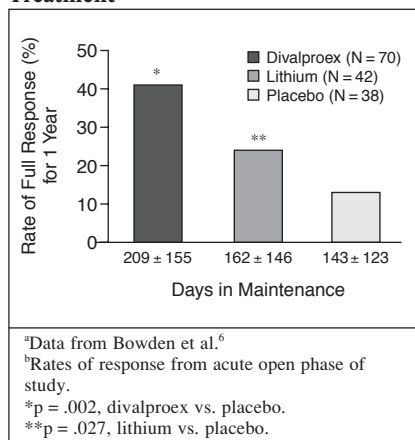 Rate of Full Response (%)
for 1 Year
50
40
30
20
10
0
*
**
Divalproex (N = 70)
Lithium (N = 42)
Placebo (N = 38)
209 ± 155
162 ± 146
143 ± 123
Days in Maintenance
ᵃData from Bowden et al.⁶
ᵇRates of response from acute open phase of
study.
*p = .002, divalproex vs. placebo.
**p = .027, lithium vs. placebo.